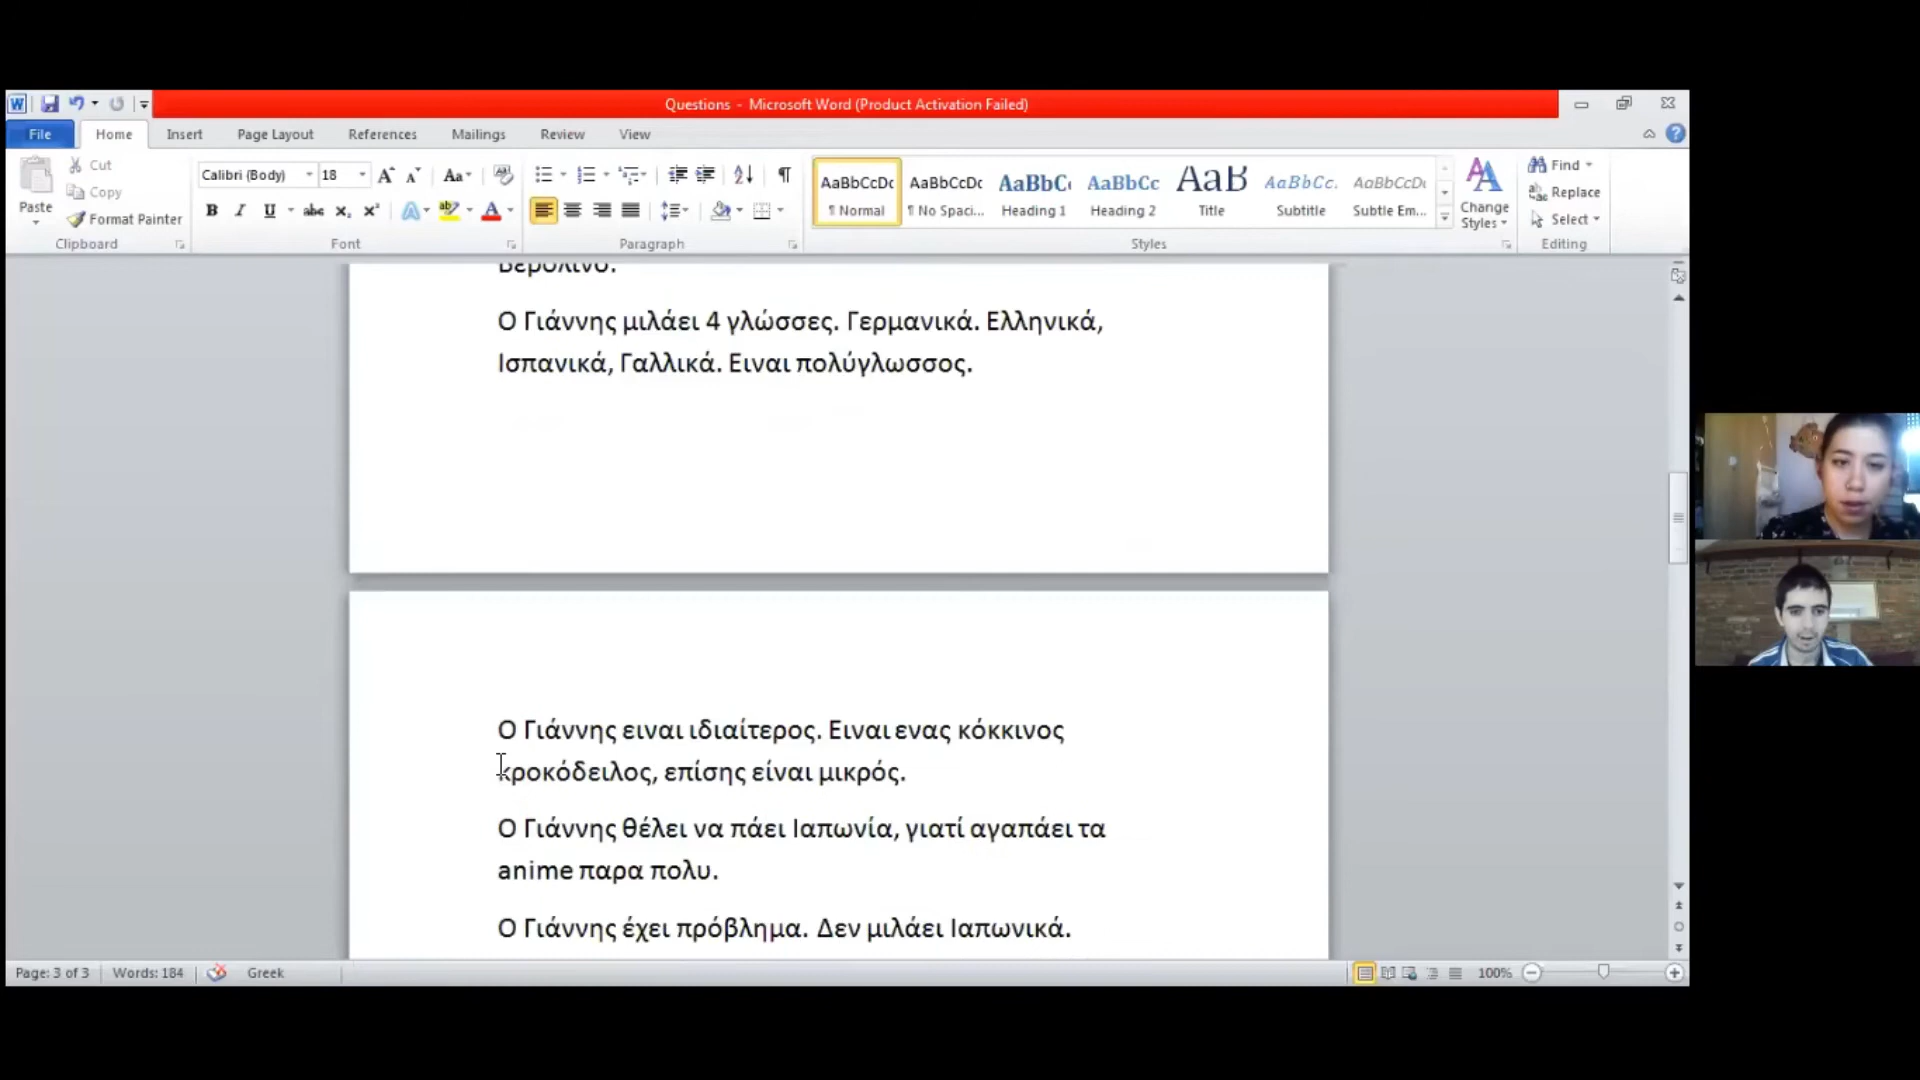 Questions - Microsoft Word (Product Activation Failed)
File Home Insert Page Layout References Mailings Review View
Cut
Calibri (Body) 18 Aa
AaBbCcDc AaBbCcDc AaBbC AaBbCc AaB AaBbCc. AaBbCcDc
Find
Copy
Replace
Paste
Format Painter
B I U abc x₂ x² A A
¶ Normal ¶ No Spaci... Heading 1 Heading 2 Title Subtitle Subtle Em...
Change
Styles
Select
Clipboard Font Paragraph Styles Editing
Βερολίνο.
Ο Γιάννης μιλάει 4 γλώσσες. Γερμανικά. Ελληνικά,
Ισπανικά, Γαλλικά. Ειναι πολύγλωσσος.
Ο Γιάννης ειναι ιδιαίτερος. Ειναι ενας κόκκινος
κροκόδειλος, επίσης είναι μικρός.
Ο Γιάννης θέλει να πάει Ιαπωνία, γιατί αγαπάει τα
anime παρα πολυ.
Ο Γιάννης έχει πρόβλημα. Δεν μιλάει Ιαπωνικά.
Page: 3 of 3 Words: 184 Greek 100%